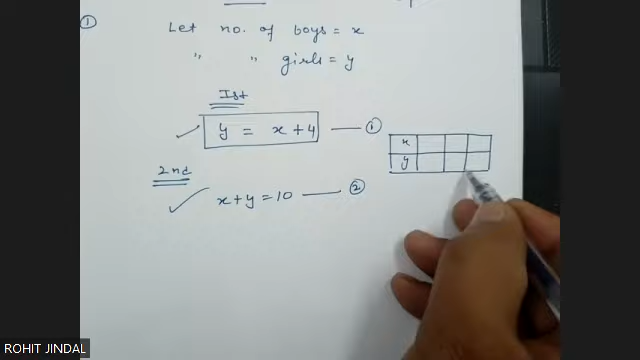 ① Let no. of boys = x
" " girls = y
Ist
y = x + 4 —— ①
2nd
x + y = 10 —— ②
x
y
ROHIT JINDAL